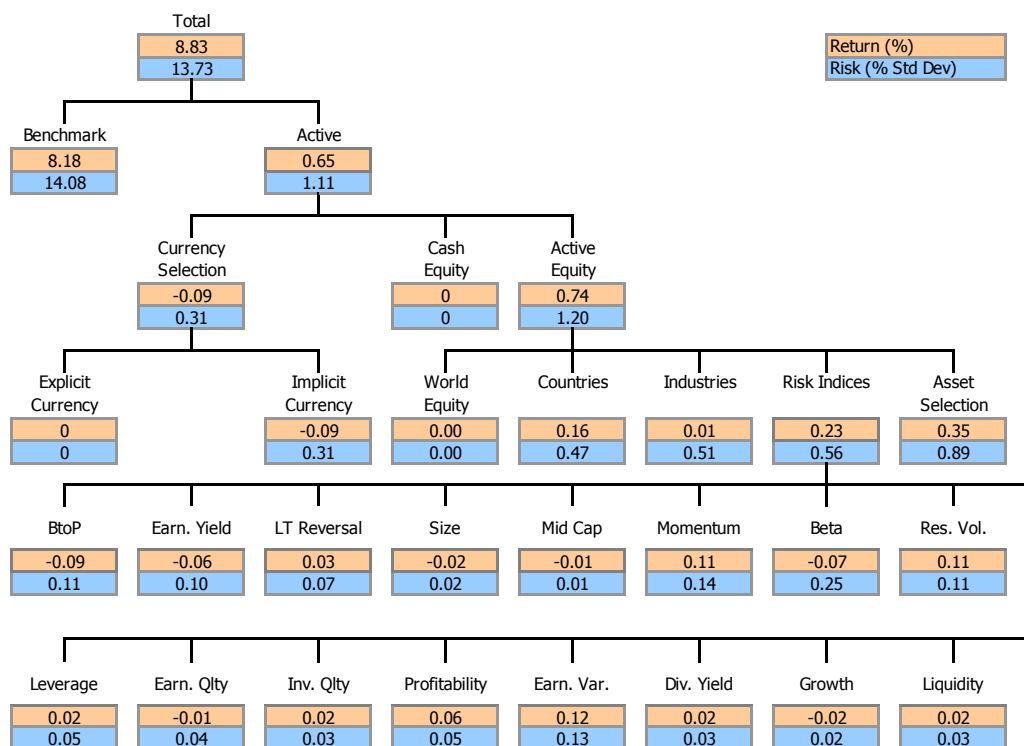 Total
8.83
13.73
Return (%)
Risk (% Std Dev)
Benchmark
Active
8.18
0.65
14.08
1.11
Currency
Selection
Cash
Equity
Active
Equity
-0.09
0
0.74
0.31
0
1.20
Explicit
Currency
Implicit
Currency
World
Equity
Countries
Industries
Risk Indices
Asset
Selection
0
-0.09
0.00
0.16
0.01
0.23
0.35
0
0.31
0.00
0.47
0.51
0.56
0.89
BtoP
Earn. Yield
LT Reversal
Size
Mid Cap
Momentum
Beta
Res. Vol.
-0.09
-0.06
0.03
-0.02
-0.01
0.11
-0.07
0.11
0.11
0.10
0.07
0.02
0.01
0.14
0.25
0.11
Leverage
Earn. Qlty
Inv. Qlty
Profitability
Earn. Var.
Div. Yield
Growth
Liquidity
0.02
-0.01
0.02
0.06
0.12
0.02
-0.02
0.02
0.05
0.04
0.03
0.05
0.13
0.03
0.02
0.03